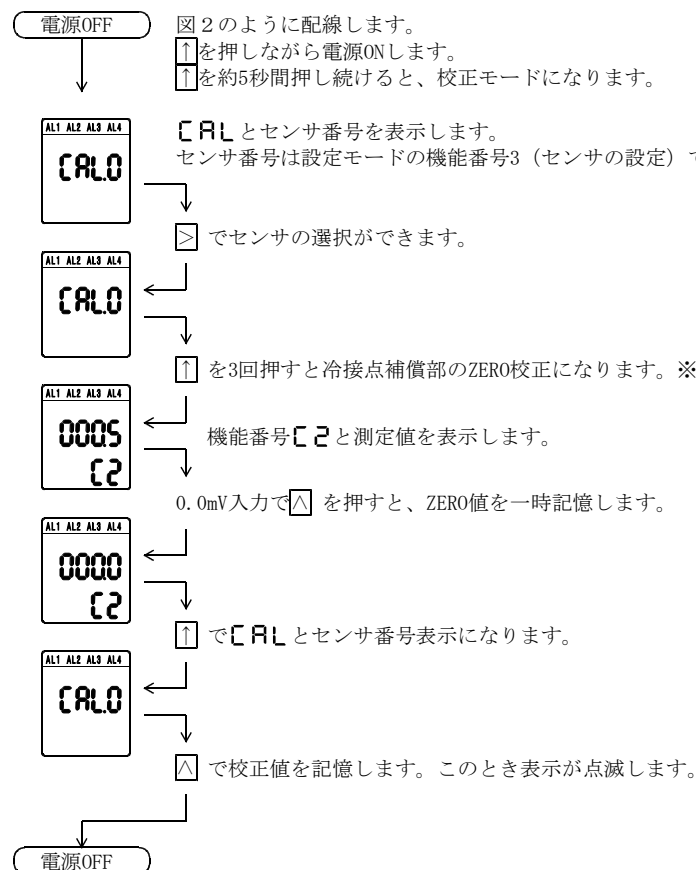 電源OFF
図2のように配線します。
↑を押しながら電源ONします。
↑を約5秒間押し続けると、校正モードになります。
AL1 AL2 AL3 AL4
CAL.0
CALとセンサ番号を表示します。
センサ番号は設定モードの機能番号3 (センサの設定)
> でセンサの選択ができます。
AL1 AL2 AL3 AL4
CAL.0
↑ を3回押すと冷接点補償部のZERO校正になります。※
AL1 AL2 AL3 AL4
000.5
C2
機能番号C2と測定値を表示します。
0.0mV入力で∧ を押すと、ZERO値を一時記憶します。
AL1 AL2 AL3 AL4
000.0
C2
↑ でCALとセンサ番号表示になります。
AL1 AL2 AL3 AL4
CAL.0
∧ で校正値を記憶します。このとき表示が点滅します。
電源OFF